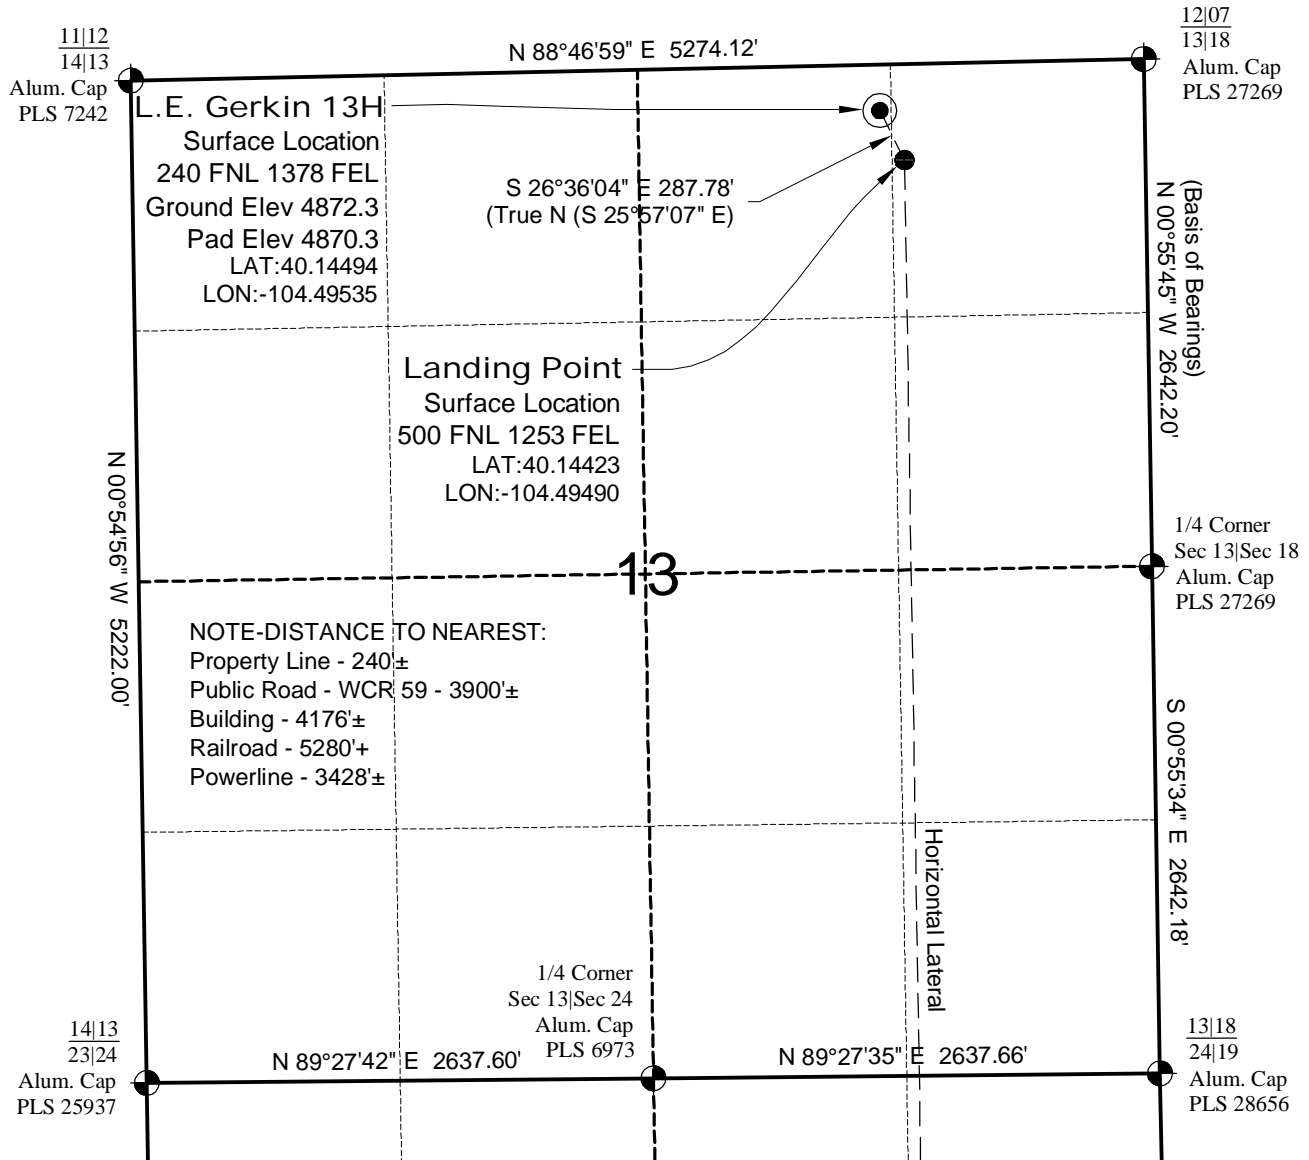 11|12
14|13
Alum. Cap
PLS 7242
N 88°46'59" E 5274.12'
12|07
13|18
Alum. Cap
PLS 27269
L.E. Gerkin 13H
Surface Location
240 FNL 1378 FEL
Ground Elev 4872.3
Pad Elev 4870.3
LAT:40.14494
LON:-104.49535
S 26°36'04" E 287.78'
(True N (S 25°57'07" E)
(Basis of Bearings)
N 00°55'45" W 2642.20'
Landing Point
Surface Location
500 FNL 1253 FEL
LAT:40.14423
LON:-104.49490
N 00°54'56" W 5222.00'
13
1/4 Corner
Sec 13|Sec 18
Alum. Cap
PLS 27269
NOTE-DISTANCE TO NEAREST:
Property Line - 240'±
Public Road - WCR 59 - 3900'±
Building - 4176'±
Railroad - 5280'+
Powerline - 3428'±
S 00°55'34" E 2642.18'
Horizontal Lateral
1/4 Corner
Sec 13|Sec 24
Alum. Cap
PLS 6973
14|13
23|24
Alum. Cap
PLS 25937
N 89°27'42" E 2637.60'
N 89°27'35" E 2637.66'
13|18
24|19
Alum. Cap
PLS 28656